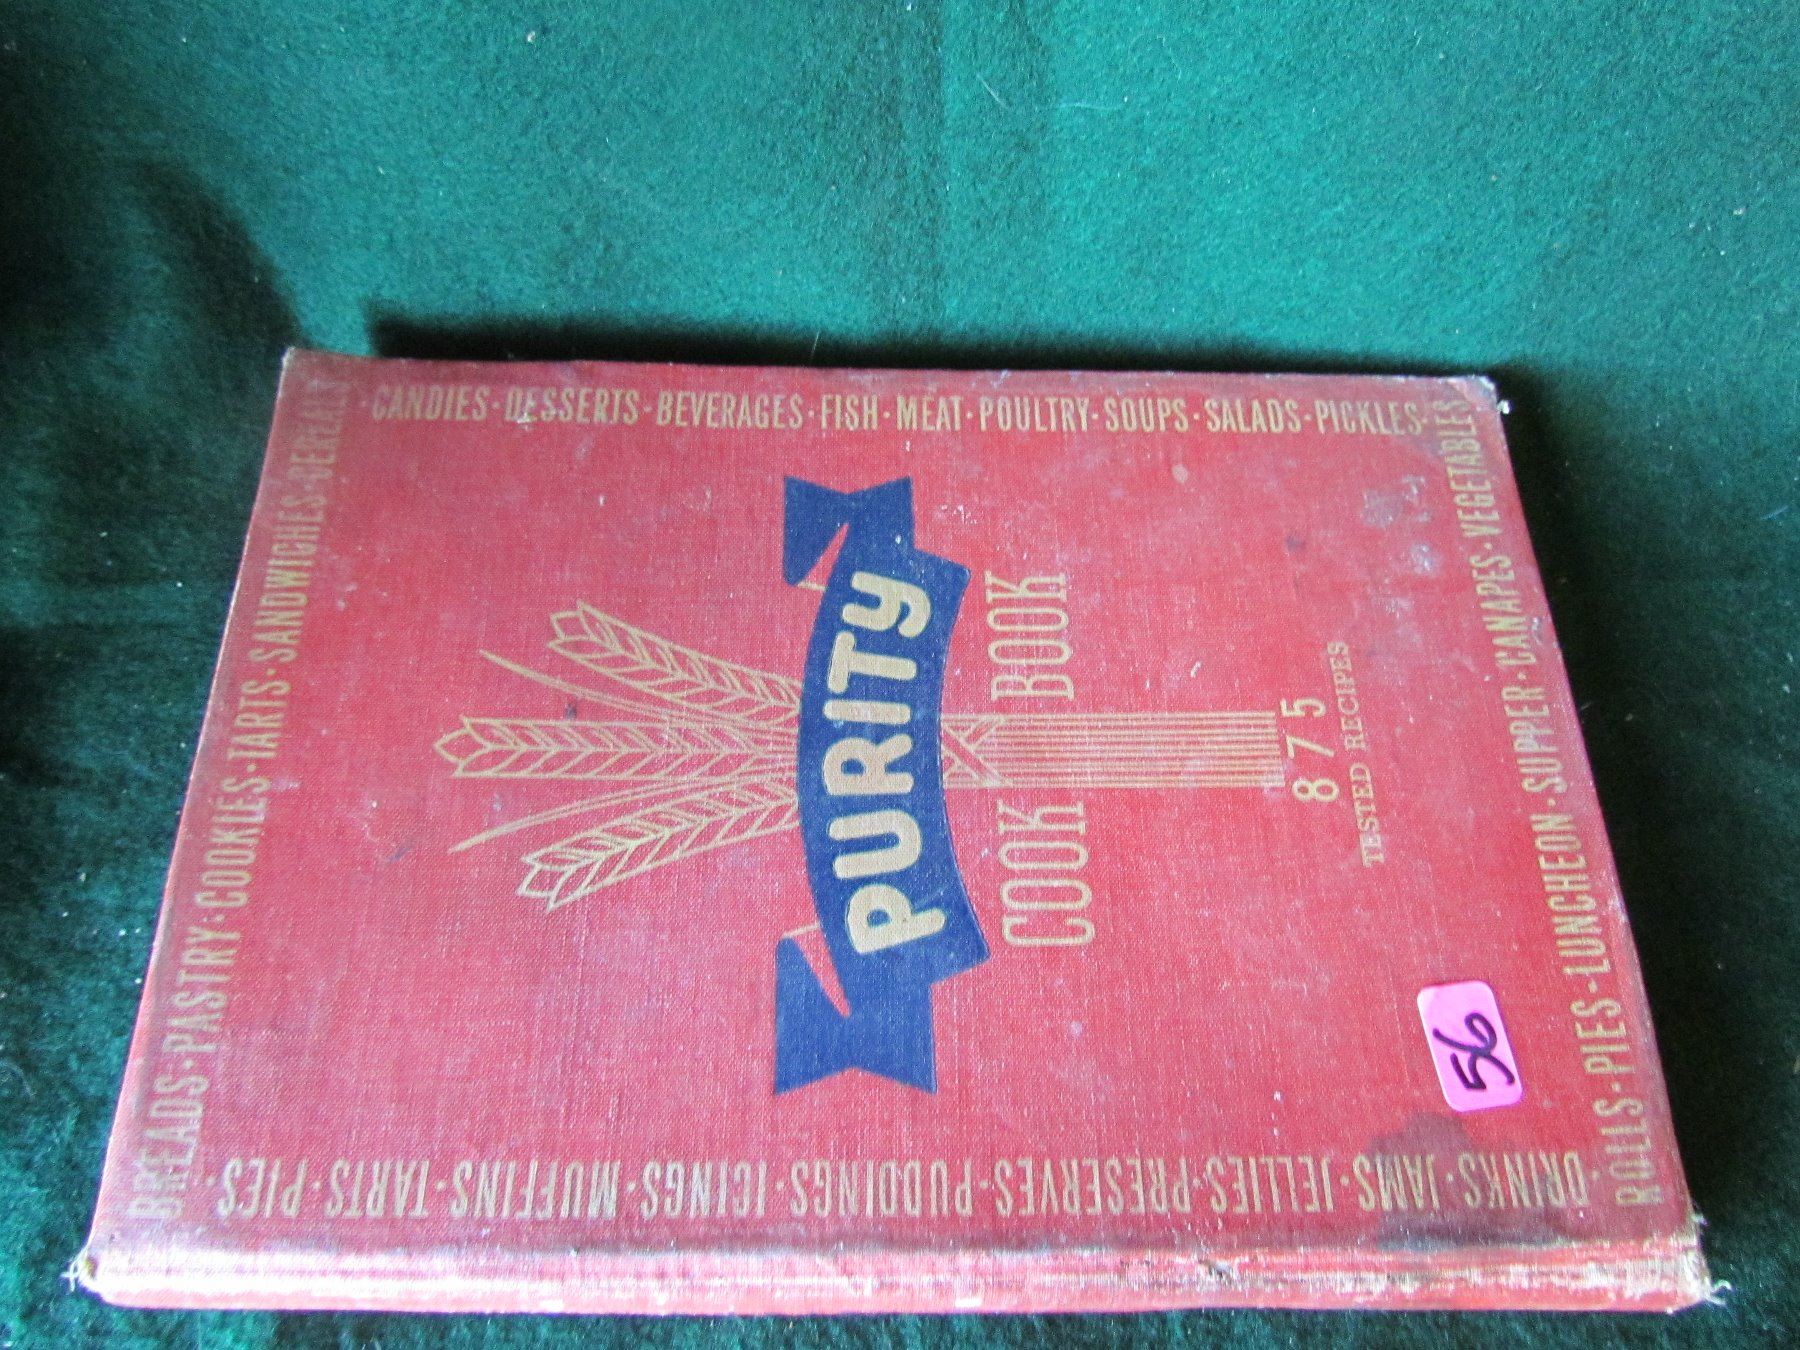 BREADS·PASTRY·COOKIES·TARTS·SANDWICHES·CEREALS
CANDIES·DESSERTS·BEVERAGES·FISH·MEAT·POULTRY·SOUPS·SALADS·PICKLES·
ROLLS·PIES·LUNCHEON·SUPPER·CANAPES·VEGETABLES
DRINKS·JAMS·JELLIES·PRESERVES·PUDDINGS·ICINGS·MUFFINS·TARTS·PIES·
PURITY
COOK BOOK
875
TESTED RECIPES
56